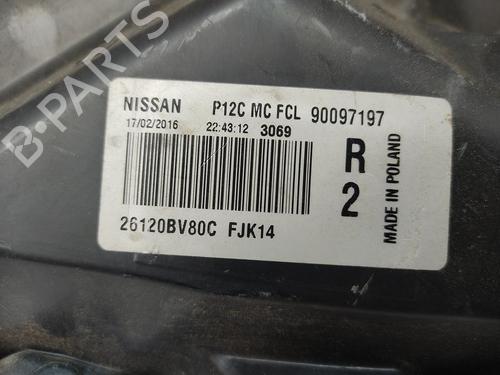 B-PARTS
NISSAN P12C MC FCL 90097197
17/02/2016 22:43:12 3069
R
2
MADE IN POLAND
26120BV80C FJK14